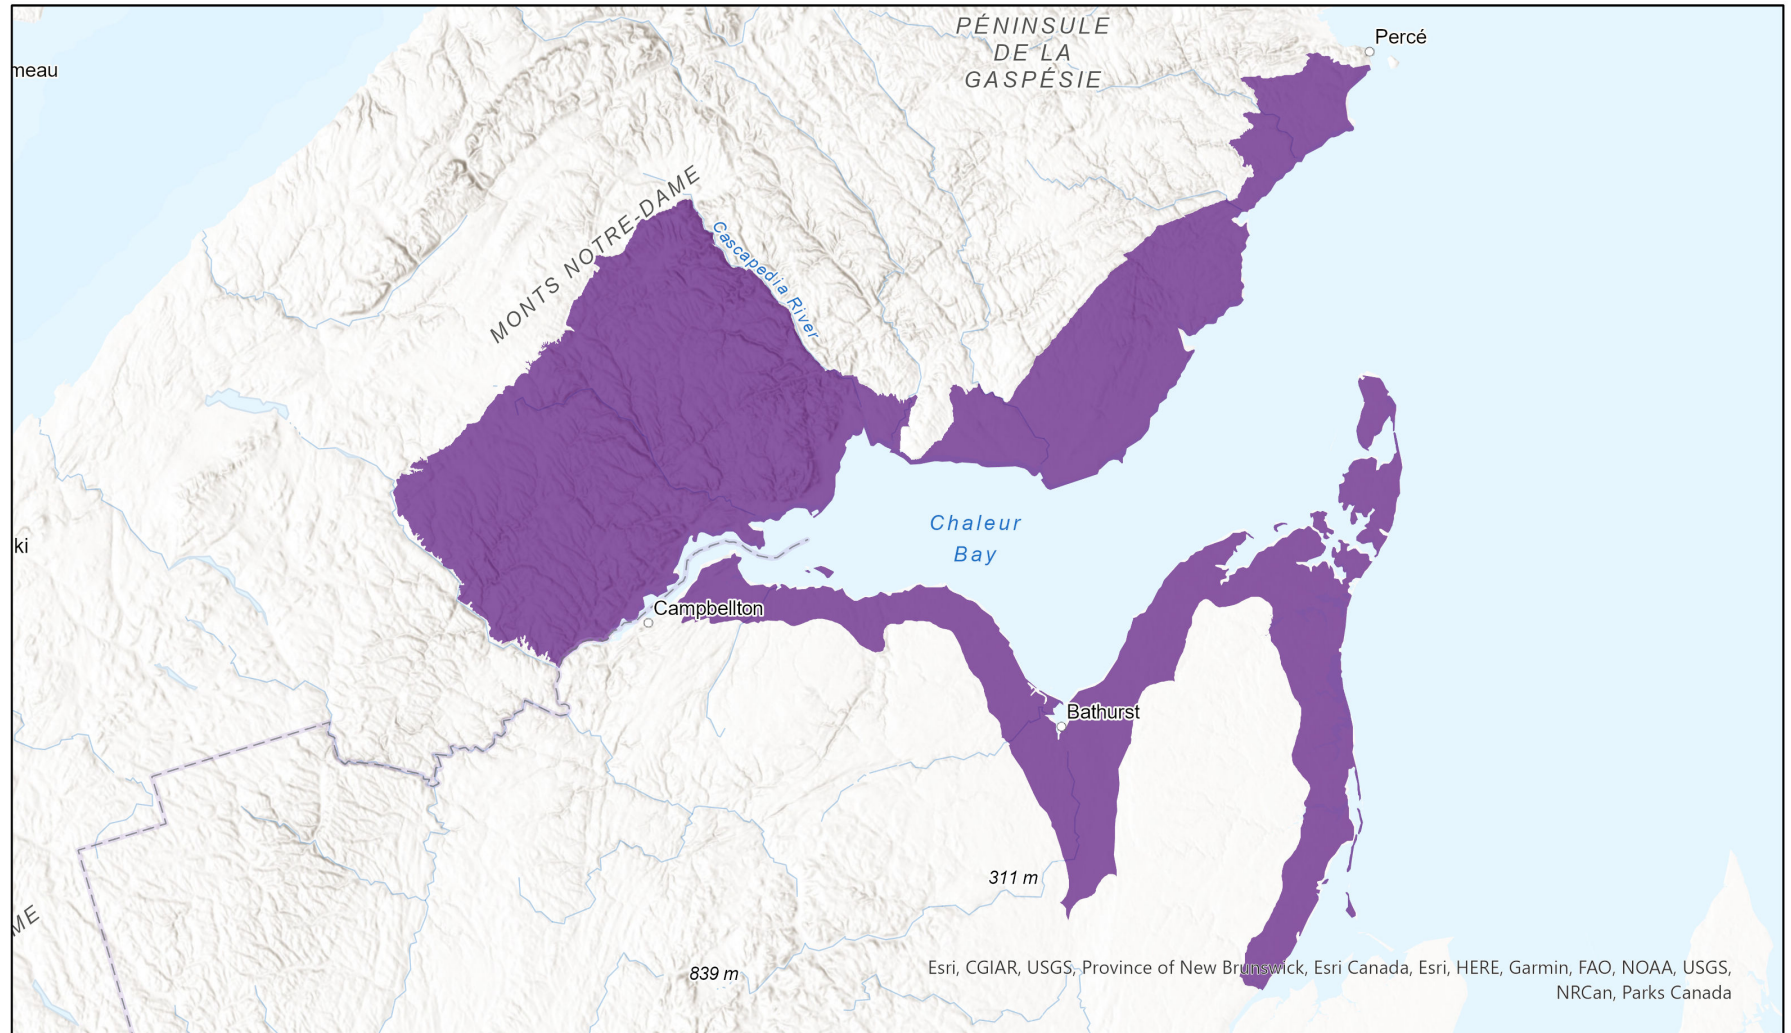 PÉNINSULE
DE LA
GASPÉSIE
Percé
meau
MONTS NOTRE-DAME
Cascapedia River
Chaleur
Bay
ki
Campbellton
Bathurst
311 m
ME
839 m
Esri, CGIAR, USGS, Province of New Brunswick, Esri Canada, Esri, HERE, Garmin, FAO, NOAA, USGS,
NRCan, Parks Canada